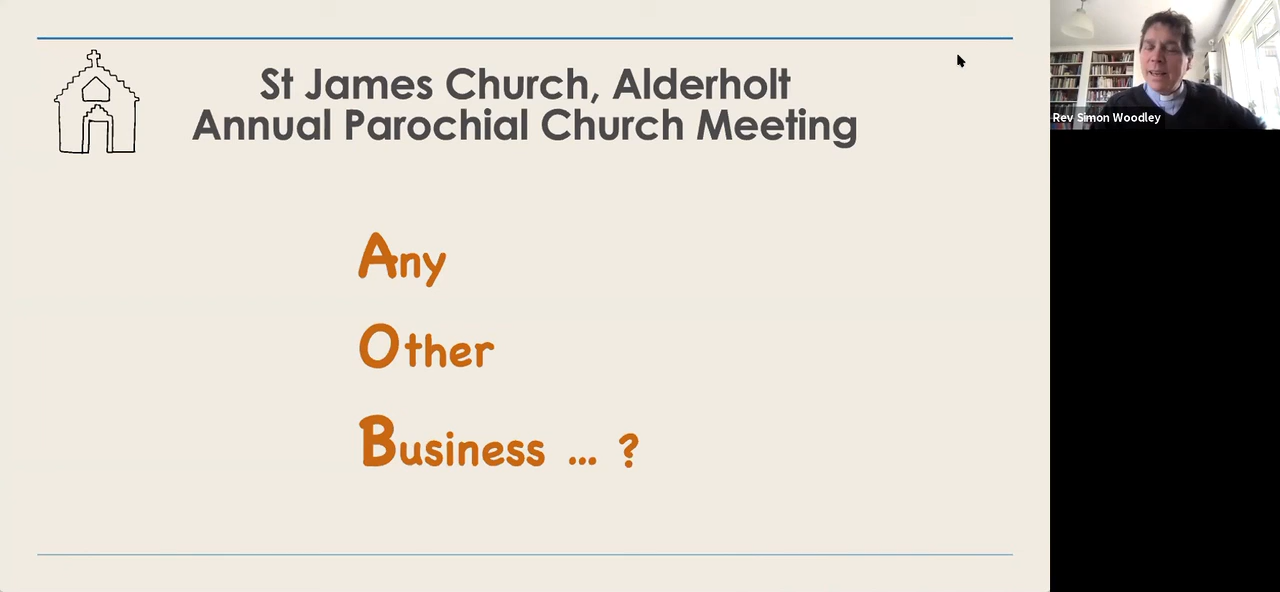 St James Church, Alderholt
Annual Parochial Church Meeting
Any
Other
Business ... ?
Rev Simon Woodley